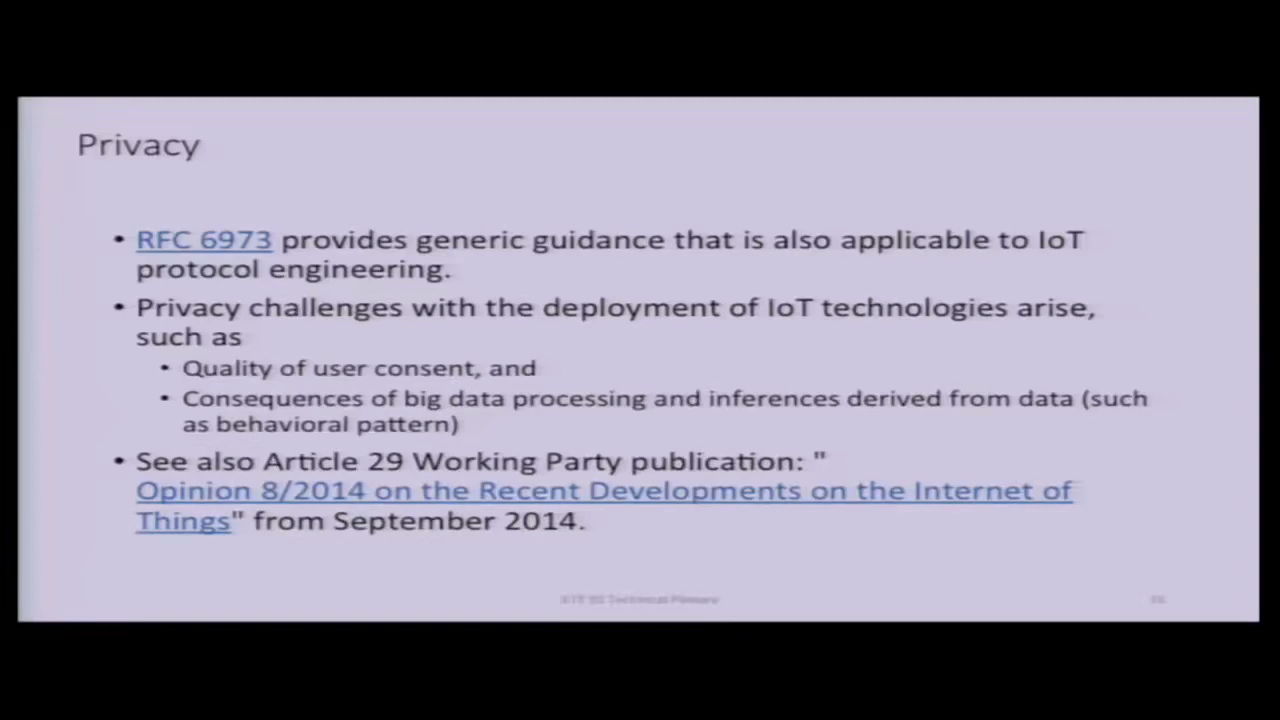 Privacy
• RFC 6973 provides generic guidance that is also applicable to IoT
protocol engineering.
• Privacy challenges with the deployment of IoT technologies arise,
such as
• Quality of user consent, and
• Consequences of big data processing and inferences derived from data (such
as behavioral pattern)
• See also Article 29 Working Party publication: "
Opinion 8/2014 on the Recent Developments on the Internet of
Things" from September 2014.
Technical Plenary